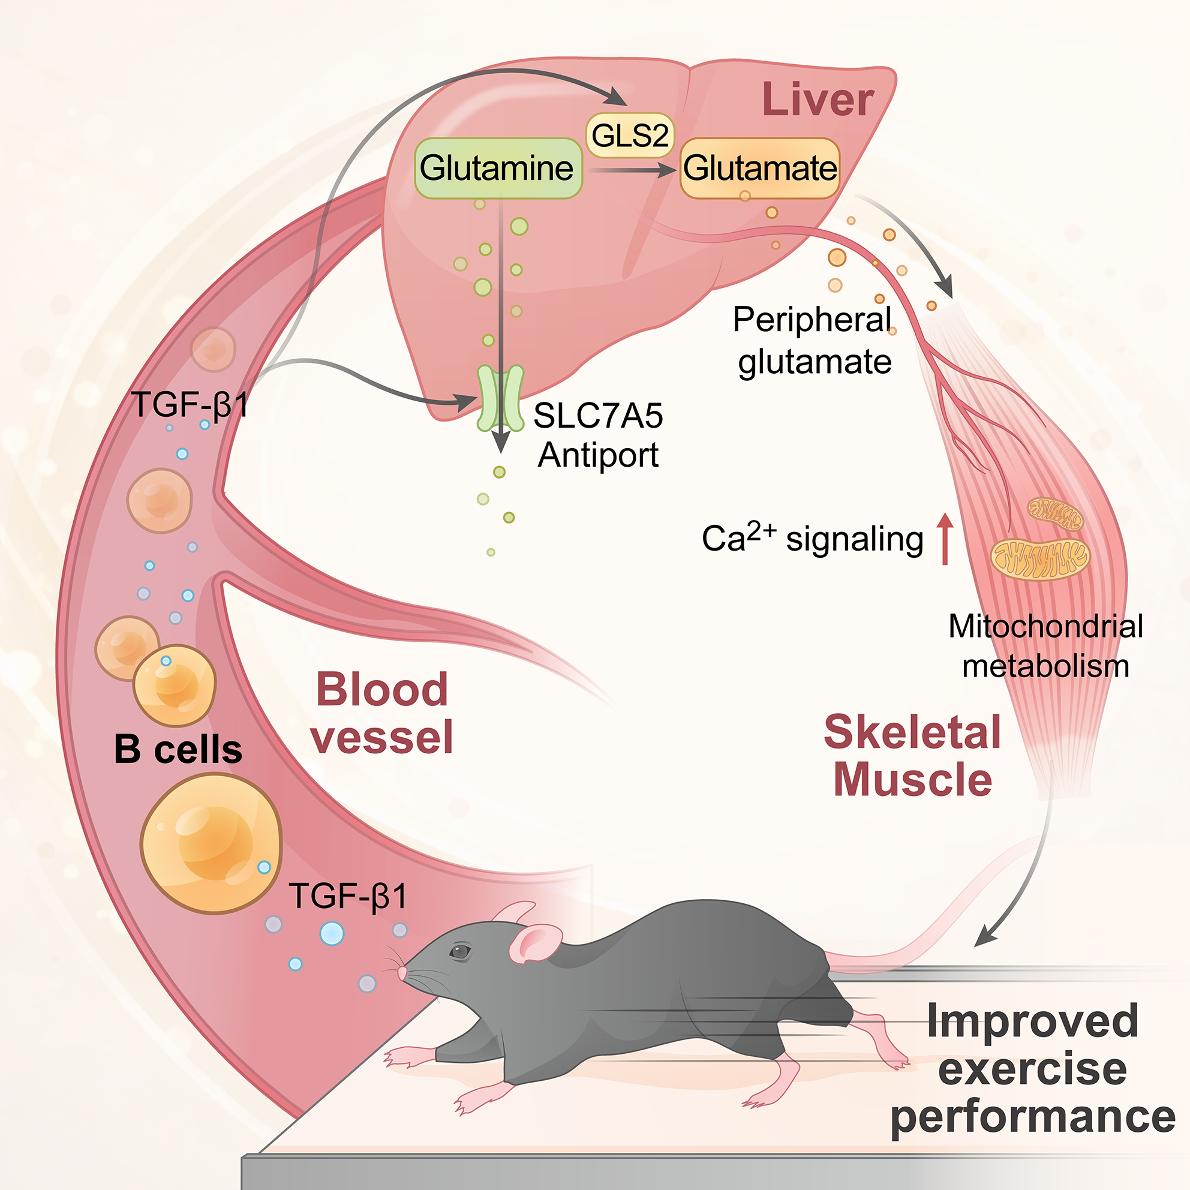 Liver
GLS2
Glutamine
Glutamate
Peripheral
glutamate
TGF-β1
SLC7A5
Antiport
Ca²⁺ signaling
Mitochondrial
metabolism
Blood
vessel
Skeletal
Muscle
B cells
TGF-β1
Improved
exercise
performance